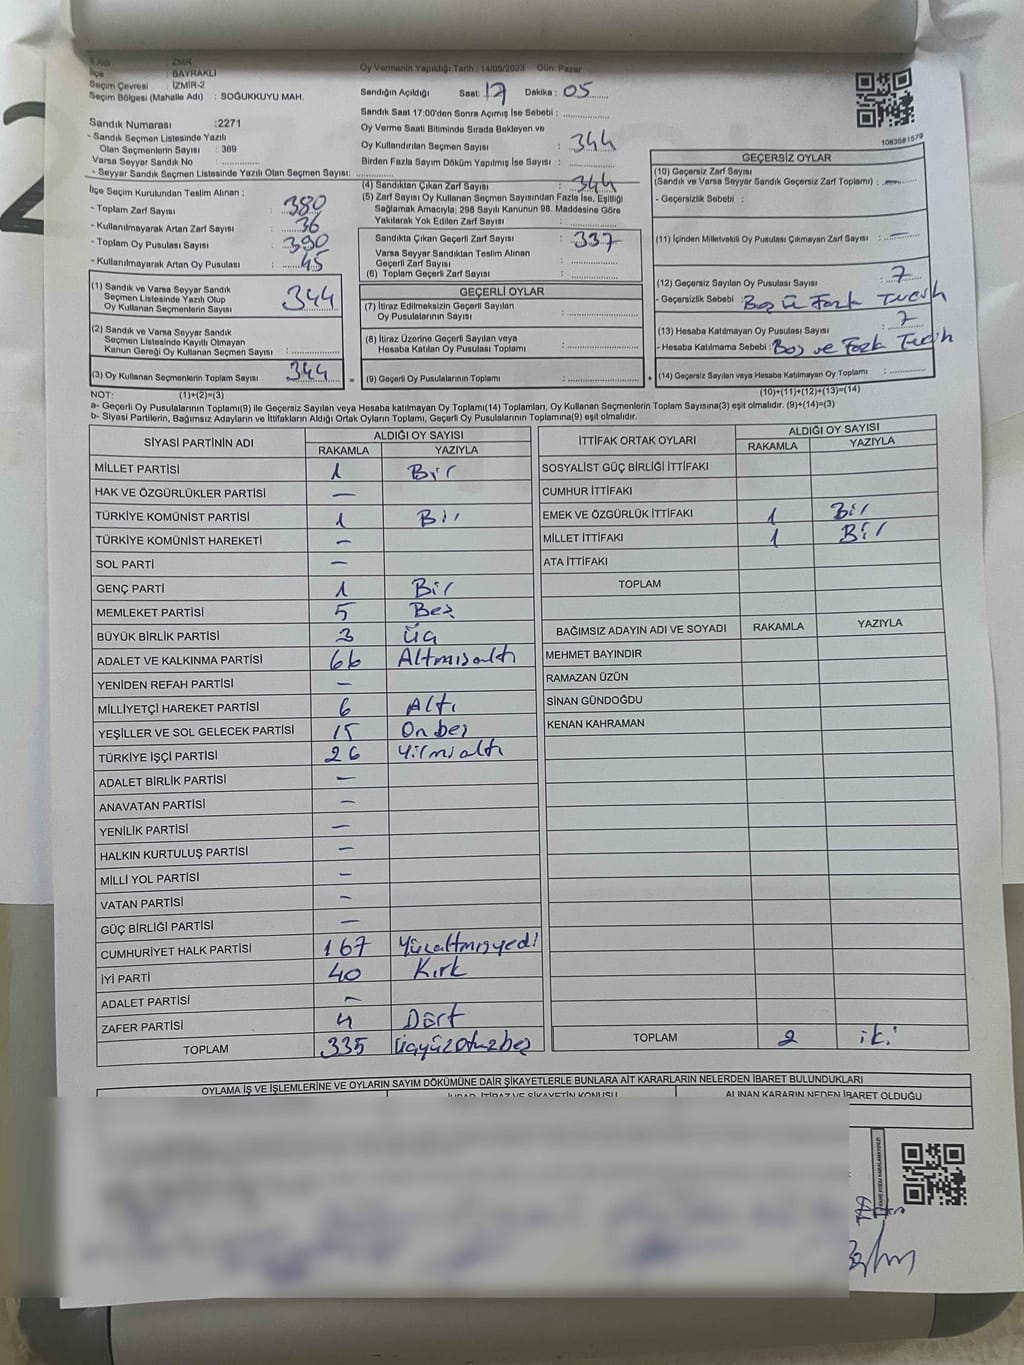 İl Adı : İZMİR
İlçe : BAYRAKLI
Seçim Çevresi : İZMİR-2
Seçim Bölgesi (Mahalle Adı) : SOĞUKKUYU MAH.
Sandık Numarası :2271
- Sandık Seçmen Listesinde Yazılı
Olan Seçmenlerin Sayısı : 369
Varsa Seyyar Sandık No :
- Seyyar Sandık Seçmen Listesinde Yazılı Olan Seçmen Sayısı:
İlçe Seçim Kurulundan Teslim Alınan :
- Toplam Zarf Sayısı : 380
- Kullanılmayarak Artan Zarf Sayısı : 36
- Toplam Oy Pusulası Sayısı : 390
- Kullanılmayarak Artan Oy Pusulası : 45
(1) Sandık ve Varsa Seyyar Sandık
Seçmen Listesinde Yazılı Olup
Oy Kullanan Seçmenlerin Sayısı : 344
(2) Sandık ve Varsa Seyyar Sandık
Seçmen Listesinde Kayıtlı Olmayan
Kanun Gereği Oy Kullanan Seçmen Sayısı :
(3) Oy Kullanan Seçmenlerin Toplam Sayısı : 344
Oy Vermenin Yapıldığı Tarih : 14/05/2023 Gün: Pazar
Sandığın Açıldığı Saat: 17 Dakika : 05
Sandık Saat 17:00'den Sonra Açımış İse Sebebi :
Oy Verme Saati Bitiminde Sırada Bekleyen ve
Oy Kullandırılan Seçmen Sayısı : 344
Birden Fazla Sayım Döküm Yapılmış İse Sayısı :
(4) Sandıktan Çıkan Zarf Sayısı : 344
(5) Zarf Sayısı Oy Kullanan Seçmen Sayısından Fazla İse, Eşitliği
Sağlamak Amacıyla; 298 Sayılı Kanunun 98. Maddesine Göre
Yakılarak Yok Edilen Zarf Sayısı :
Sandıkta Çıkan Geçerli Zarf Sayısı : 337
Varsa Seyyar Sandıktan Teslim Alınan
Geçerli Zarf Sayısı :
(6) Toplam Geçerli Zarf Sayısı :
GEÇERLİ OYLAR
(7) İtiraz Edilmeksizin Geçerli Sayılan
Oy Pusulalarının Sayısı :
(8) İtiraz Üzerine Geçerli Sayılan veya
Hesaba Katılan Oy Pusulaları Toplamı :
= (9) Geçerli Oy Pusulalarının Toplamı : +
1083581579
GEÇERSİZ OYLAR
(10) Geçersiz Zarf Sayısı
(Sandık ve Varsa Seyyar Sandık Geçersiz Zarf Toplamı) : —
- Geçersizlik Sebebi :
(11) İçinden Milletvekili Oy Pusulası Çıkmayan Zarf Sayısı : —
(12) Geçersiz Sayılan Oy Pusulası Sayısı : 7
- Geçersizlik Sebebi :
(13) Hesaba Katılmayan Oy Pusulası Sayısı : 7
- Hesaba Katılmama Sebebi : Boş ve
(14) Geçersiz Sayılan veya Hesaba Katılmayan Oy Toplamı :
NOT: (1)+(2)=(3) (10)+(11)+(12)+(13)=(14)
a- Geçerli Oy Pusulalarının Toplamı(9) ile Geçersiz Sayılan veya Hesaba katılmayan Oy Toplamı(14) Toplamları, Oy Kullanan Seçmenlerin Toplam Sayısına(3) eşit olmalıdır. (9)+(14)=(3)
b- Siyasi Partilerin, Bağımsız Adayların ve İttifakların Aldığı Ortak Oyların Toplamı, Geçerli Oy Pusulalarının Toplamına(9) eşit olmalıdır.
SİYASİ PARTİNİN ADI ALDIĞI OY SAYISI
RAKAMLA YAZIYLA
MİLLET PARTİSİ 1 Bir
HAK VE ÖZGÜRLÜKLER PARTİSİ —
TÜRKİYE KOMÜNİST PARTİSİ 1 Bir
TÜRKİYE KOMÜNİST HAREKETİ —
SOL PARTİ —
GENÇ PARTİ 1 Bir
MEMLEKET PARTİSİ 5 Beş
BÜYÜK BİRLİK PARTİSİ 3 Üç
ADALET VE KALKINMA PARTİSİ 66 Altmışaltı
YENİDEN REFAH PARTİSİ —
MİLLİYETÇİ HAREKET PARTİSİ 6 Altı
YEŞİLLER VE SOL GELECEK PARTİSİ 15 Onbeş
TÜRKİYE İŞÇİ PARTİSİ 26 Yirmialtı
ADALET BİRLİK PARTİSİ —
ANAVATAN PARTİSİ —
YENİLİK PARTİSİ —
HALKIN KURTULUŞ PARTİSİ —
MİLLİ YOL PARTİSİ —
VATAN PARTİSİ —
GÜÇ BİRLİĞİ PARTİSİ —
CUMHURİYET HALK PARTİSİ 167 Yüzaltmışyedi
İYİ PARTİ 40 Kırk
ADALET PARTİSİ —
ZAFER PARTİSİ 4 Dört
TOPLAM 335 Üçyüzotuzbeş
İTTİFAK ORTAK OYLARI ALDIĞI OY SAYISI
RAKAMLA YAZIYLA
SOSYALİST GÜÇ BİRLİĞİ İTTİFAKI
CUMHUR İTTİFAKI
EMEK VE ÖZGÜRLÜK İTTİFAKI 1 Bir
MİLLET İTTİFAKI 1 Bir
ATA İTTİFAKI
TOPLAM
BAĞIMSIZ ADAYIN ADI VE SOYADI RAKAMLA YAZIYLA
MEHMET BAYINDIR
RAMAZAN ÜZÜN
SİNAN GÜNDOĞDU
KENAN KAHRAMAN
TOPLAM 2 iki
OYLAMA İŞ VE İŞLEMLERİNE VE OYLARIN SAYIM DÖKÜMÜNE DAİR ŞİKAYETLERLE BUNLARA AİT KARARLARIN NELERDEN İBARET BULUNDUKLARI
İHBAR, İTİRAZ VE ŞİKAYETİN KONUSU ALINAN KARARIN NEDEN İBARET OLDUĞU